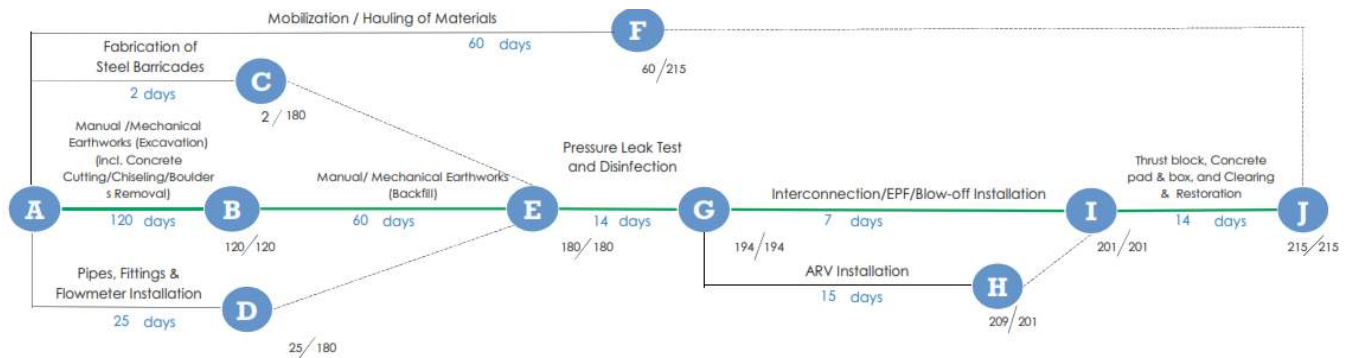 Mobilization / Hauling of Materials
60 days
F
60/215
Fabrication of
Steel Barricades
2 days
C
2/180
Manual /Mechanical
Earthworks (Excavation)
(incl. Concrete
Cutting/Chiseling/Boulder
s Removal)
A
120 days
B
120/120
Manual/ Mechanical Earthworks
(Backfill)
60 days
E
180/180
Pressure Leak Test
and Disinfection
14 days
G
194/194
Interconnection/EPF/Blow-off Installation
7 days
I
201/201
Thrust block, Concrete
pad & box, and Clearing
& Restoration
14 days
J
215/215
Pipes, Fittings &
Flowmeter Installation
25 days
D
25/180
ARV Installation
15 days
H
209/201